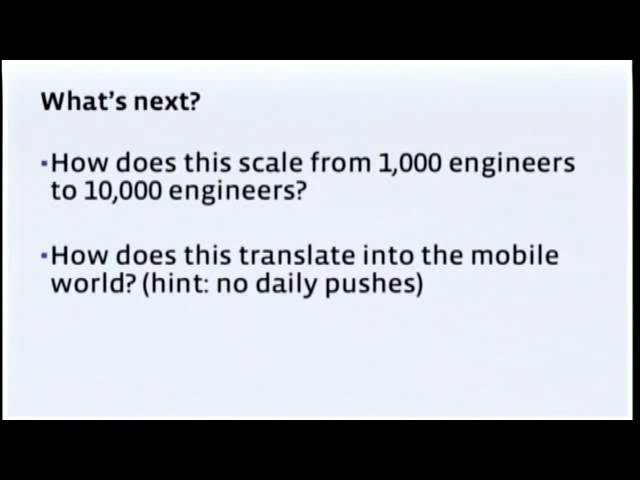 What's next?
▪How does this scale from 1,000 engineers
to 10,000 engineers?
▪How does this translate into the mobile
world? (hint: no daily pushes)